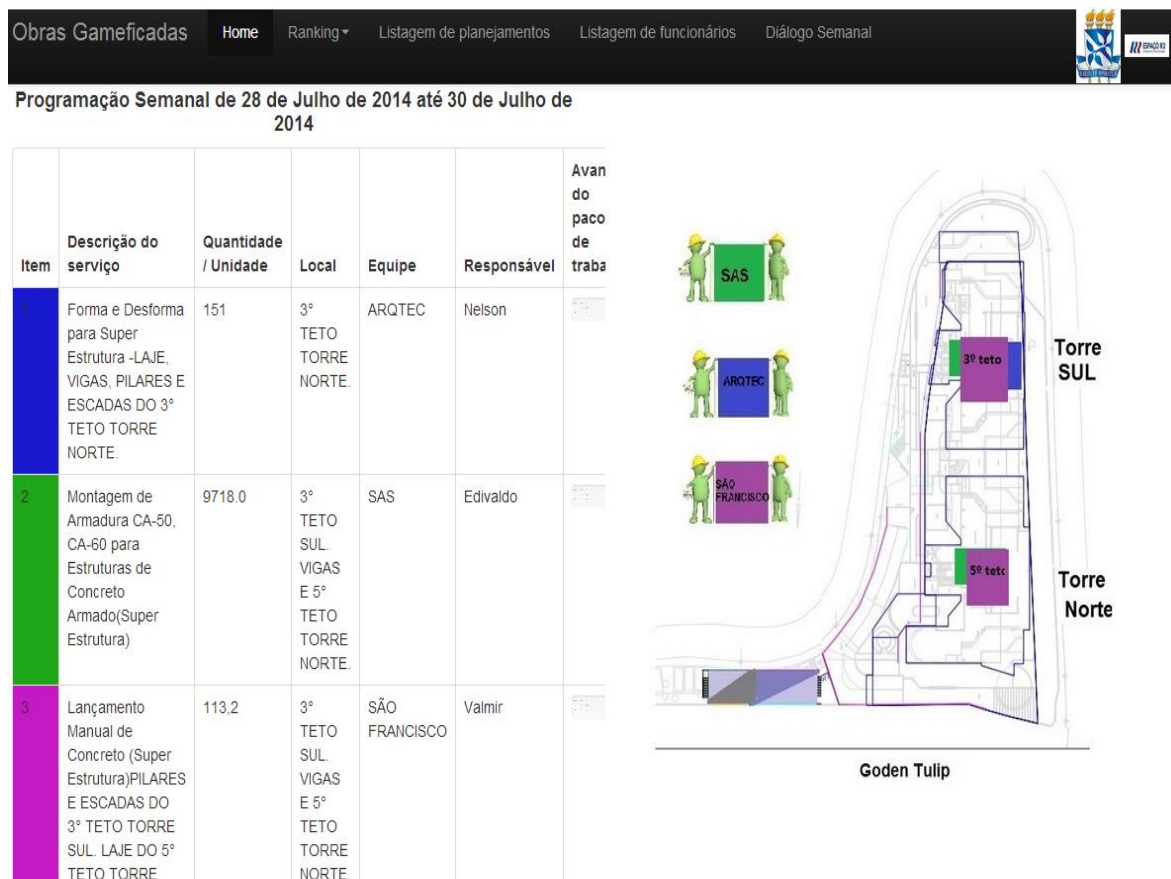 Obras Gameficadas Home Ranking Listagem de planejamentos Listagem de funcionários Diálogo Semanal
ESPAÇO R2
Programação Semanal de 28 de Julho de 2014 até 30 de Julho de
2014
Item
Descrição do
serviço
Quantidade
/ Unidade
Local
Equipe
Responsável
Avan
do
paco
de
traba
1
Forma e Desforma
para Super
Estrutura -LAJE,
VIGAS, PILARES E
ESCADAS DO 3°
TETO TORRE
NORTE.
151
3°
TETO
TORRE
NORTE.
ARQTEC
Nelson
2
Montagem de
Armadura CA-50,
CA-60 para
Estruturas de
Concreto
Armado(Super
Estrutura)
9718.0
3°
TETO
SUL.
VIGAS
E 5°
TETO
TORRE
NORTE.
SAS
Edivaldo
3
Lançamento
Manual de
Concreto (Super
Estrutura)PILARES
E ESCADAS DO
3° TETO TORRE
SUL. LAJE DO 5°
TETO TORRE
113,2
3°
TETO
SUL.
VIGAS
E 5°
TETO
TORRE
NORTE.
SÃO
FRANCISCO
Valmir
SAS
ARQTEC
SÃO
FRANCISCO
3º teto
Torre
SUL
5º teto
Torre
Norte
Goden Tulip